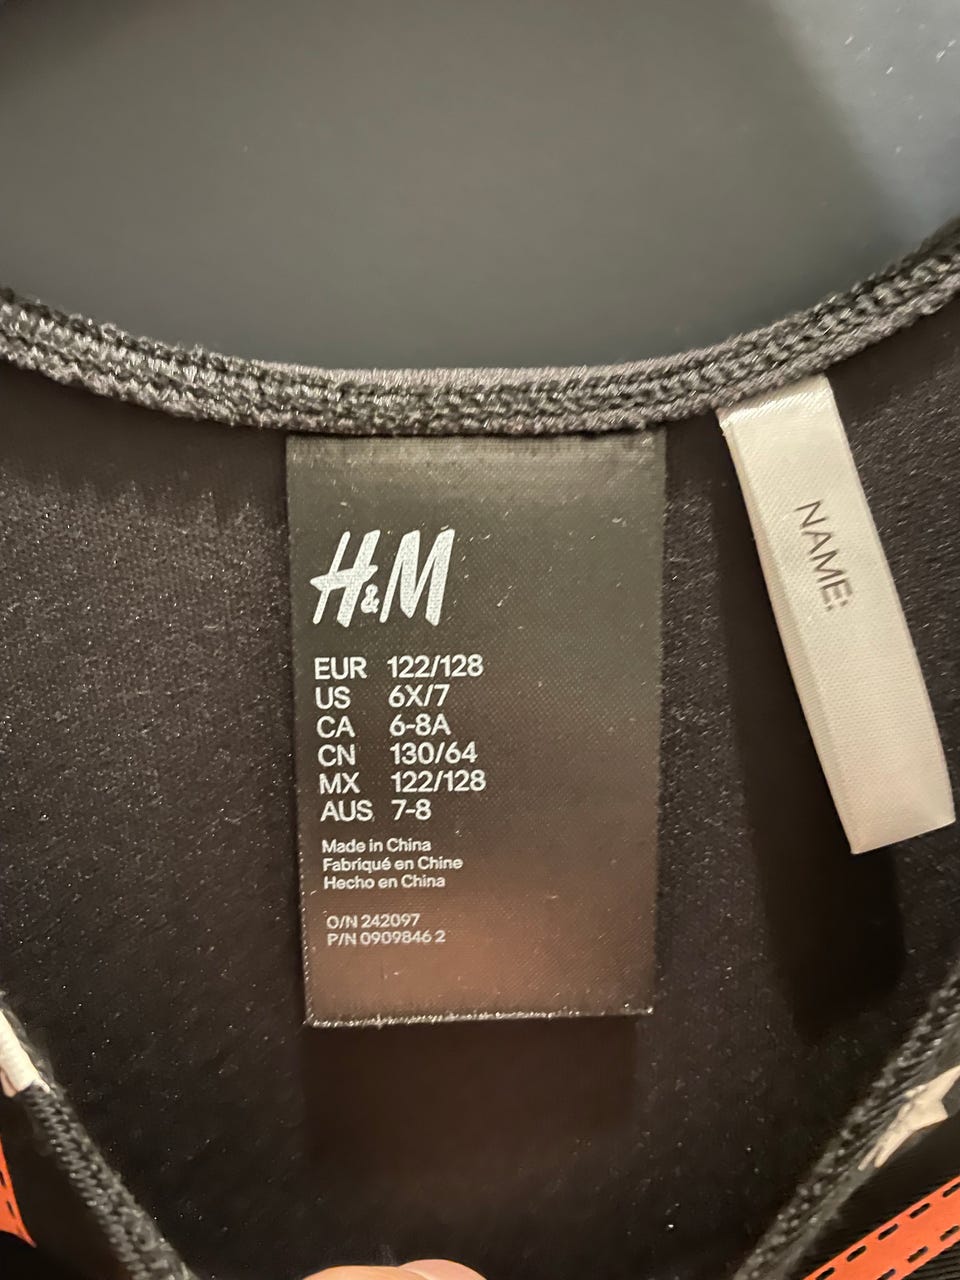 H&M
EUR 122/128
US 6X/7
CA 6-8A
CN 130/64
MX 122/128
AUS 7-8
Made in China
Fabriqué en Chine
Hecho en China
O/N 242097
P/N 0909846 2
NAME: